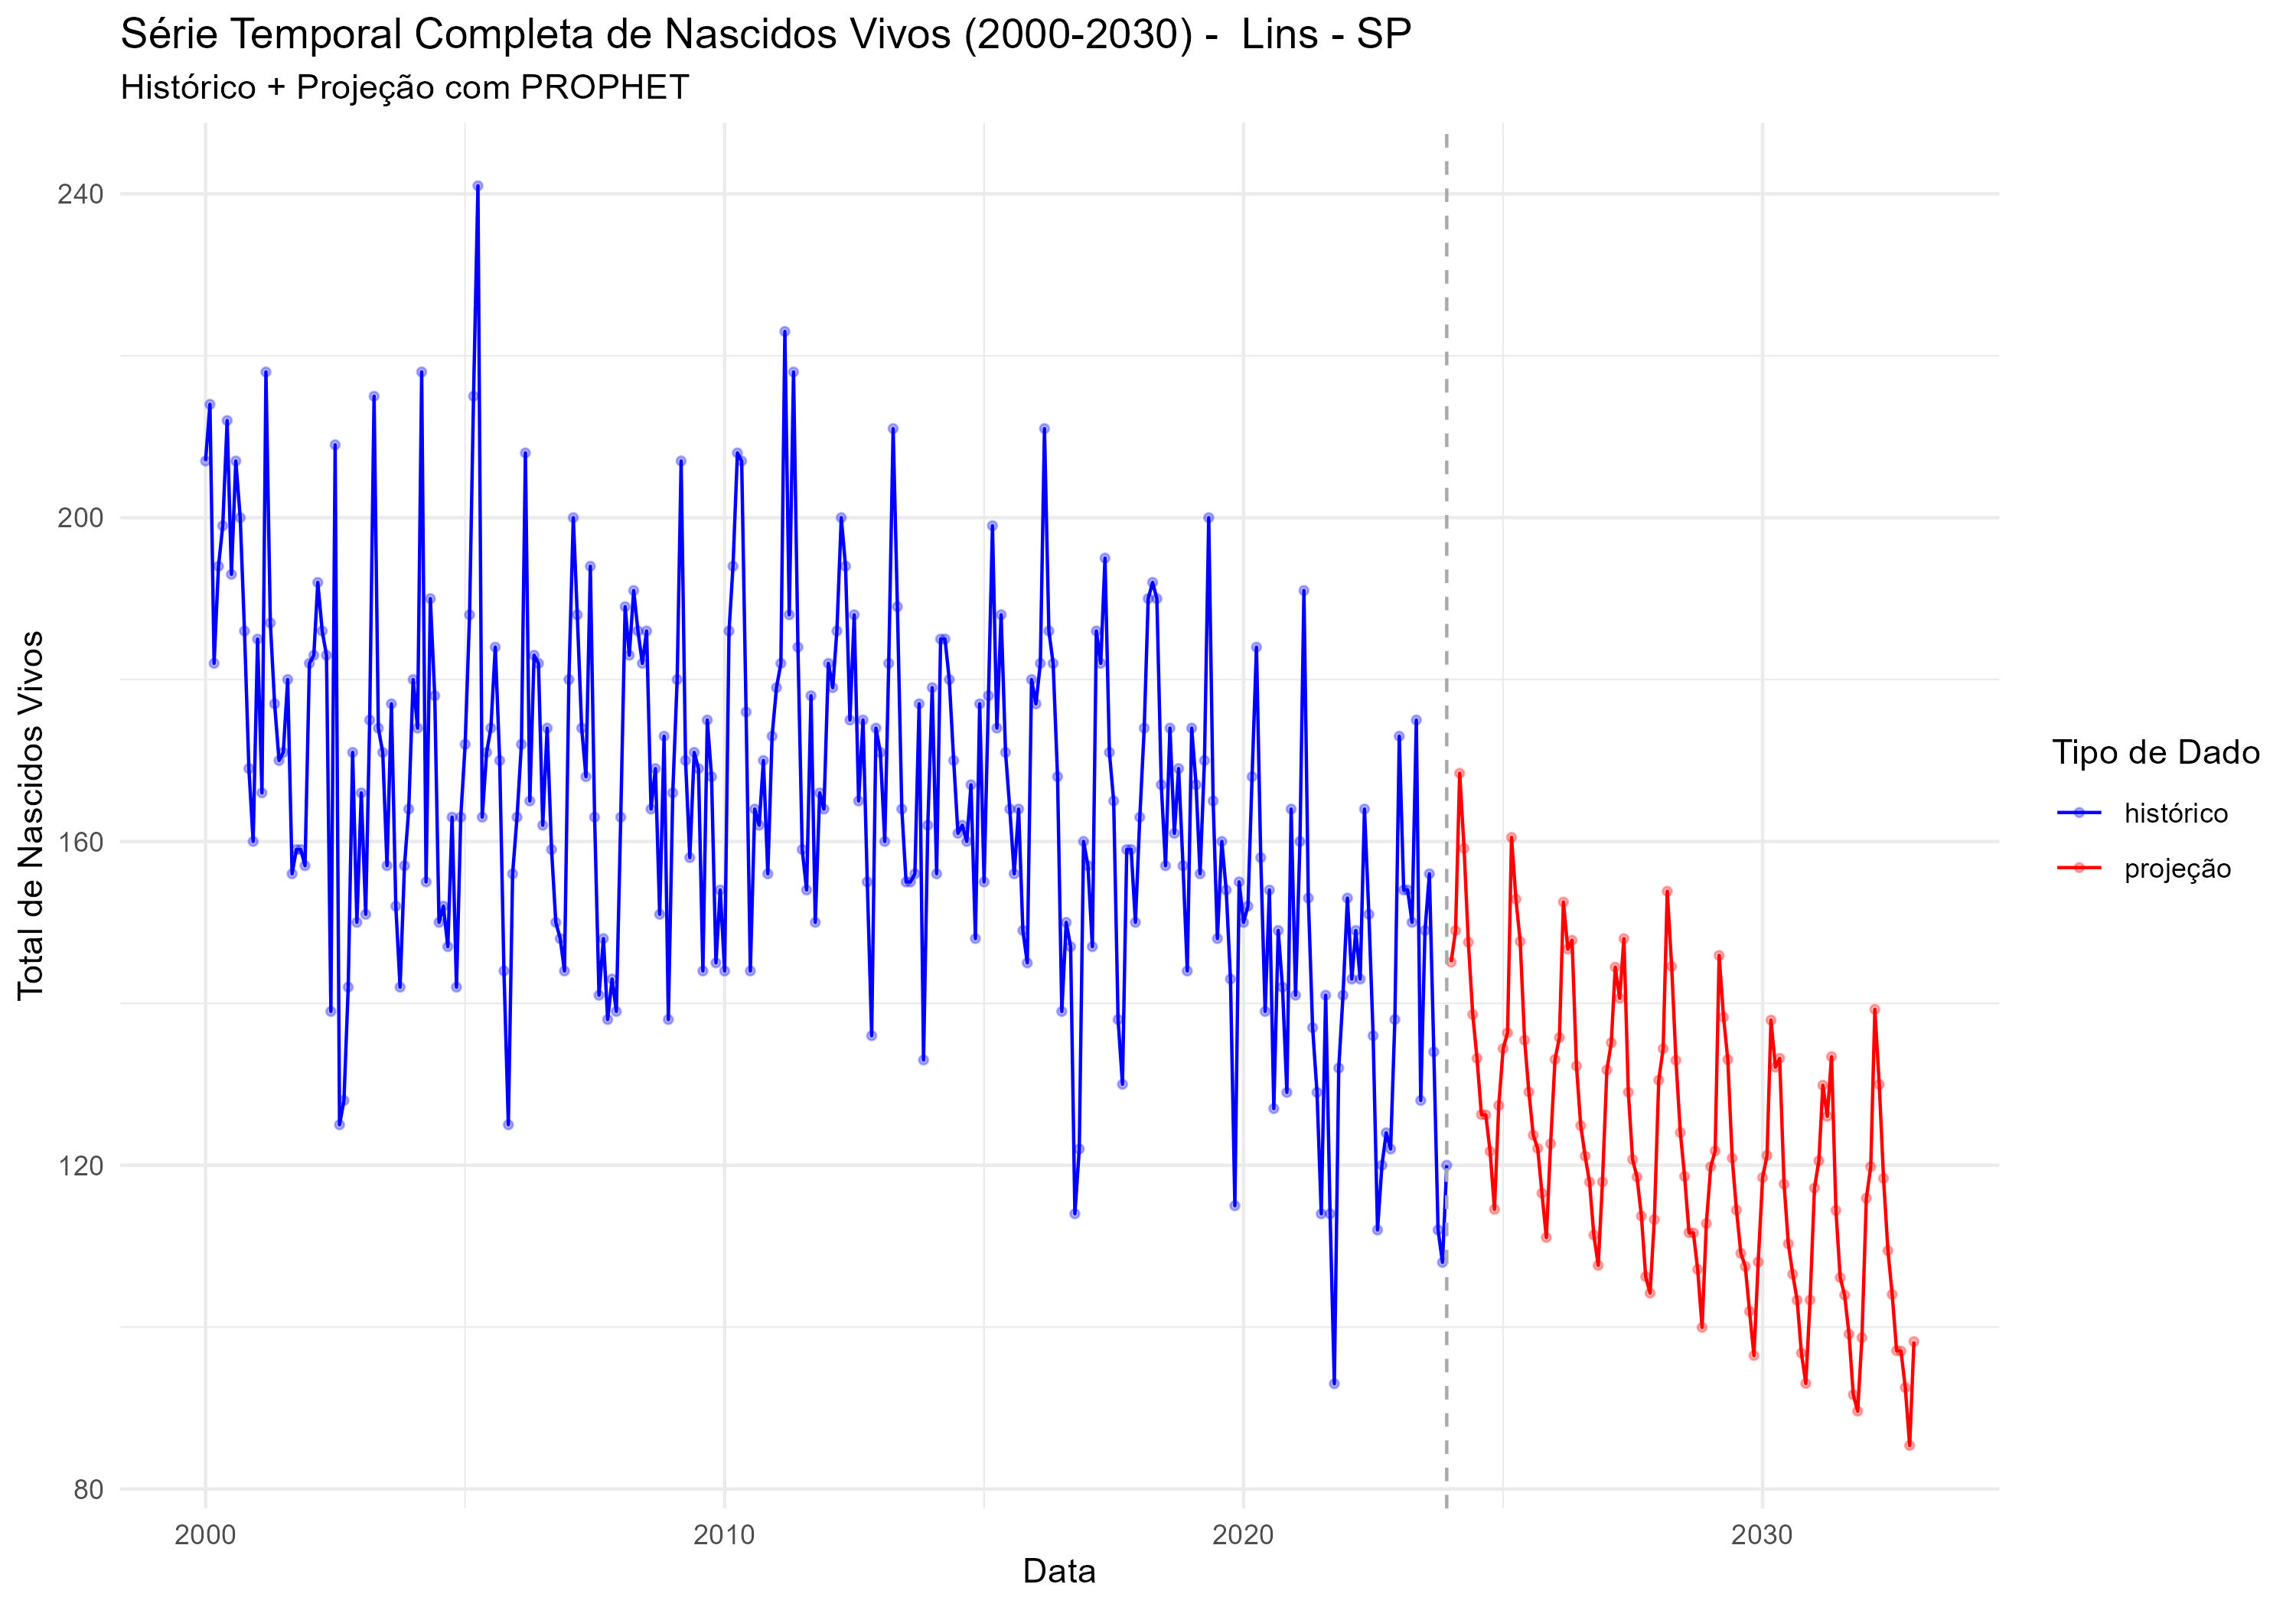 Série Temporal Completa de Nascidos Vivos (2000-2030) -  Lins - SP
Histórico + Projeção com PROPHET
Total de Nascidos Vivos
240
200
160
120
80
2000
2010
2020
2030
Data
Tipo de Dado
histórico
projeção